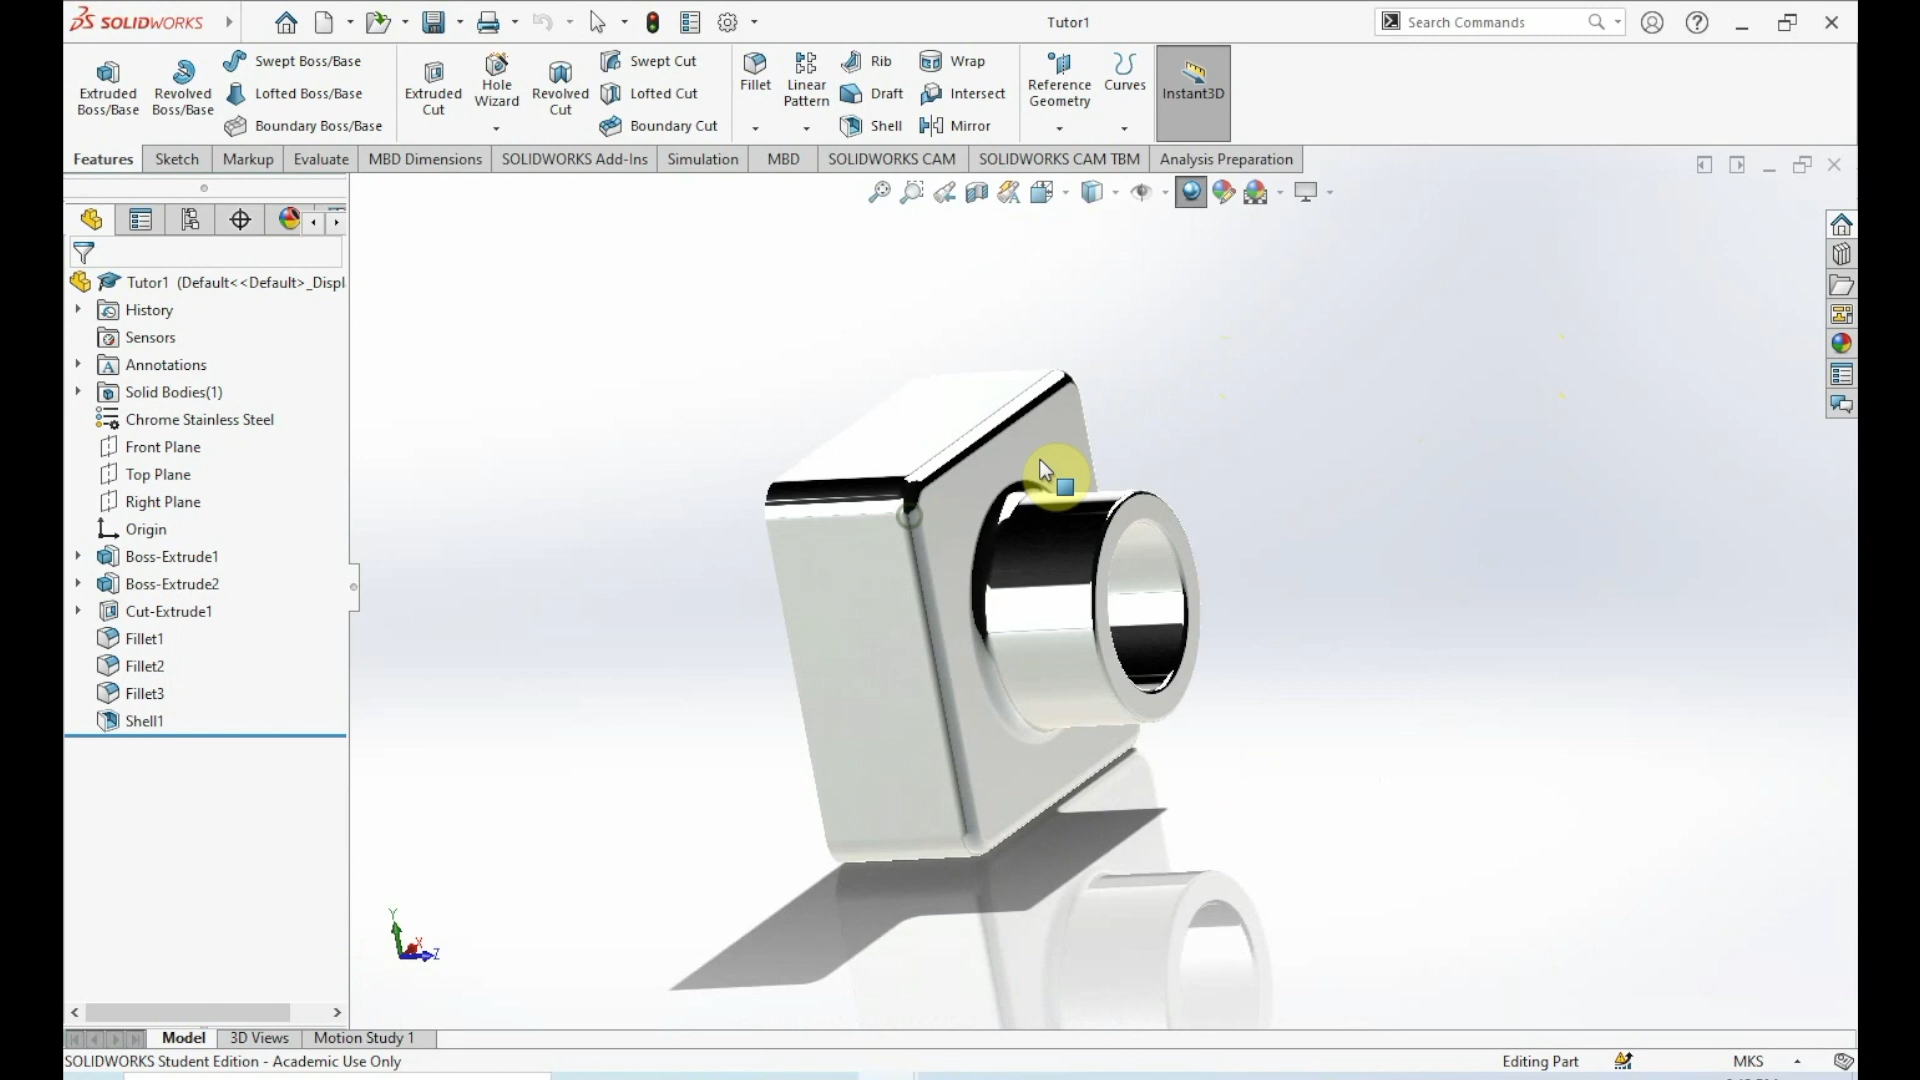 SOLIDWORKS
Tutor1
Search Commands
Extruded Boss/Base
Revolved Boss/Base
Swept Boss/Base
Lofted Boss/Base
Boundary Boss/Base
Extruded Cut
Hole Wizard
Revolved Cut
Swept Cut
Lofted Cut
Boundary Cut
Fillet
Linear Pattern
Rib
Draft
Shell
Wrap
Intersect
Mirror
Reference Geometry
Curves
Instant3D
Features Sketch Markup Evaluate MBD Dimensions SOLIDWORKS Add-Ins Simulation MBD SOLIDWORKS CAM SOLIDWORKS CAM TBM Analysis Preparation
Tutor1 (Default<<Default>_Displ
History
Sensors
Annotations
Solid Bodies(1)
Chrome Stainless Steel
Front Plane
Top Plane
Right Plane
Origin
Boss-Extrude1
Boss-Extrude2
Cut-Extrude1
Fillet1
Fillet2
Fillet3
Shell1
Y
X
Z
Model 3D Views Motion Study 1
SOLIDWORKS Student Edition - Academic Use Only
Editing Part
MKS